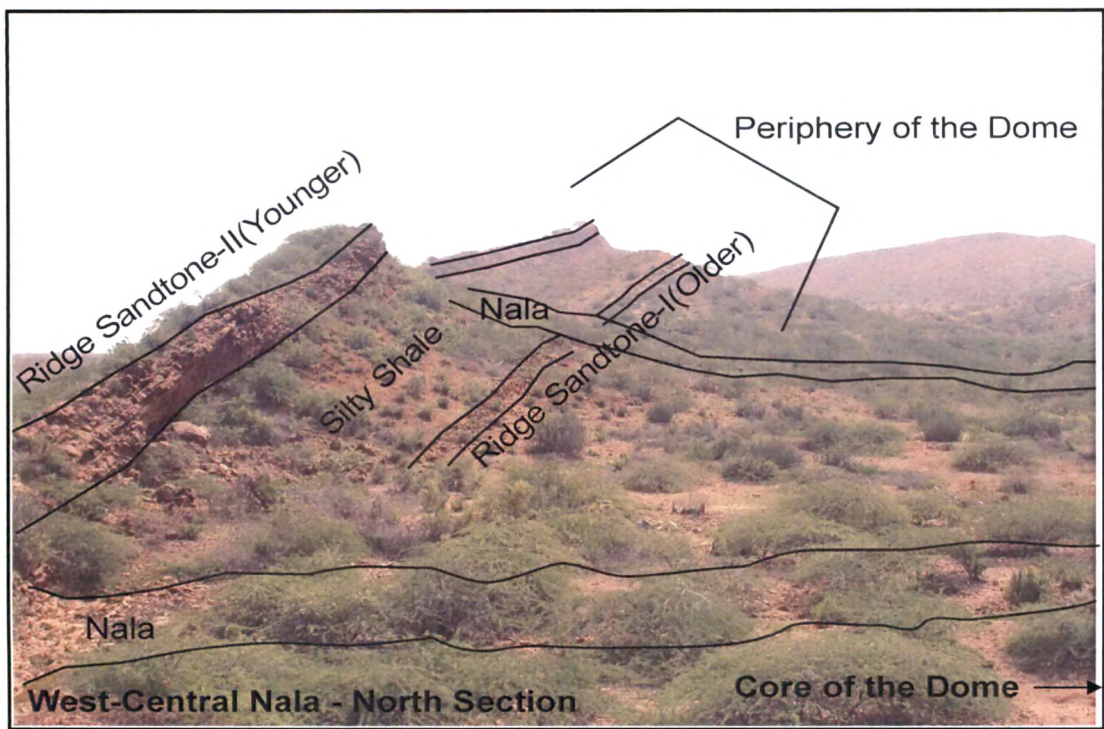 Periphery of the Dome
Ridge Sandtone-II(Younger)
Nala
Silty Shale
Ridge Sandtone-I(Older)
Nala
West-Central Nala - North Section
Core of the Dome